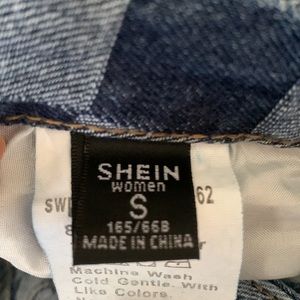 SHEIN
women
S
165/66B
MADE IN CHINA
62
Machine Wash
Cold Gentle. With
Like Colors.